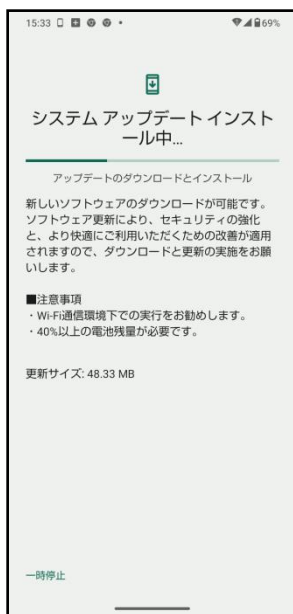 15:33
69%
システム アップデート インスト
ール中...
アップデートのダウンロードとインストール
新しいソフトウェアのダウンロードが可能です。
ソフトウェア更新により、セキュリティの強化
と、より快適にご利用いただくための改善が適用
されますので、ダウンロードと更新の実施をお願
いします。
■注意事項
・Wi-Fi通信環境下での実行をお勧めします。
・40%以上の電池残量が必要です。
更新サイズ: 48.33 MB
一時停止